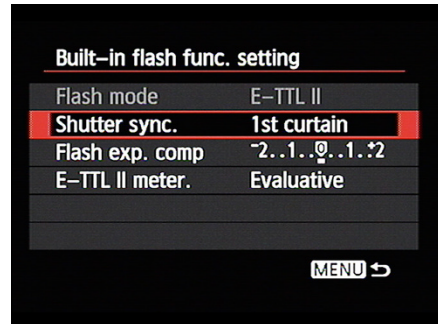 Built-in flash func. setting
Flash mode E-TTL II
Shutter sync. 1st curtain
Flash exp. comp -2..1..0..1..+2
E-TTL II meter. Evaluative
MENU